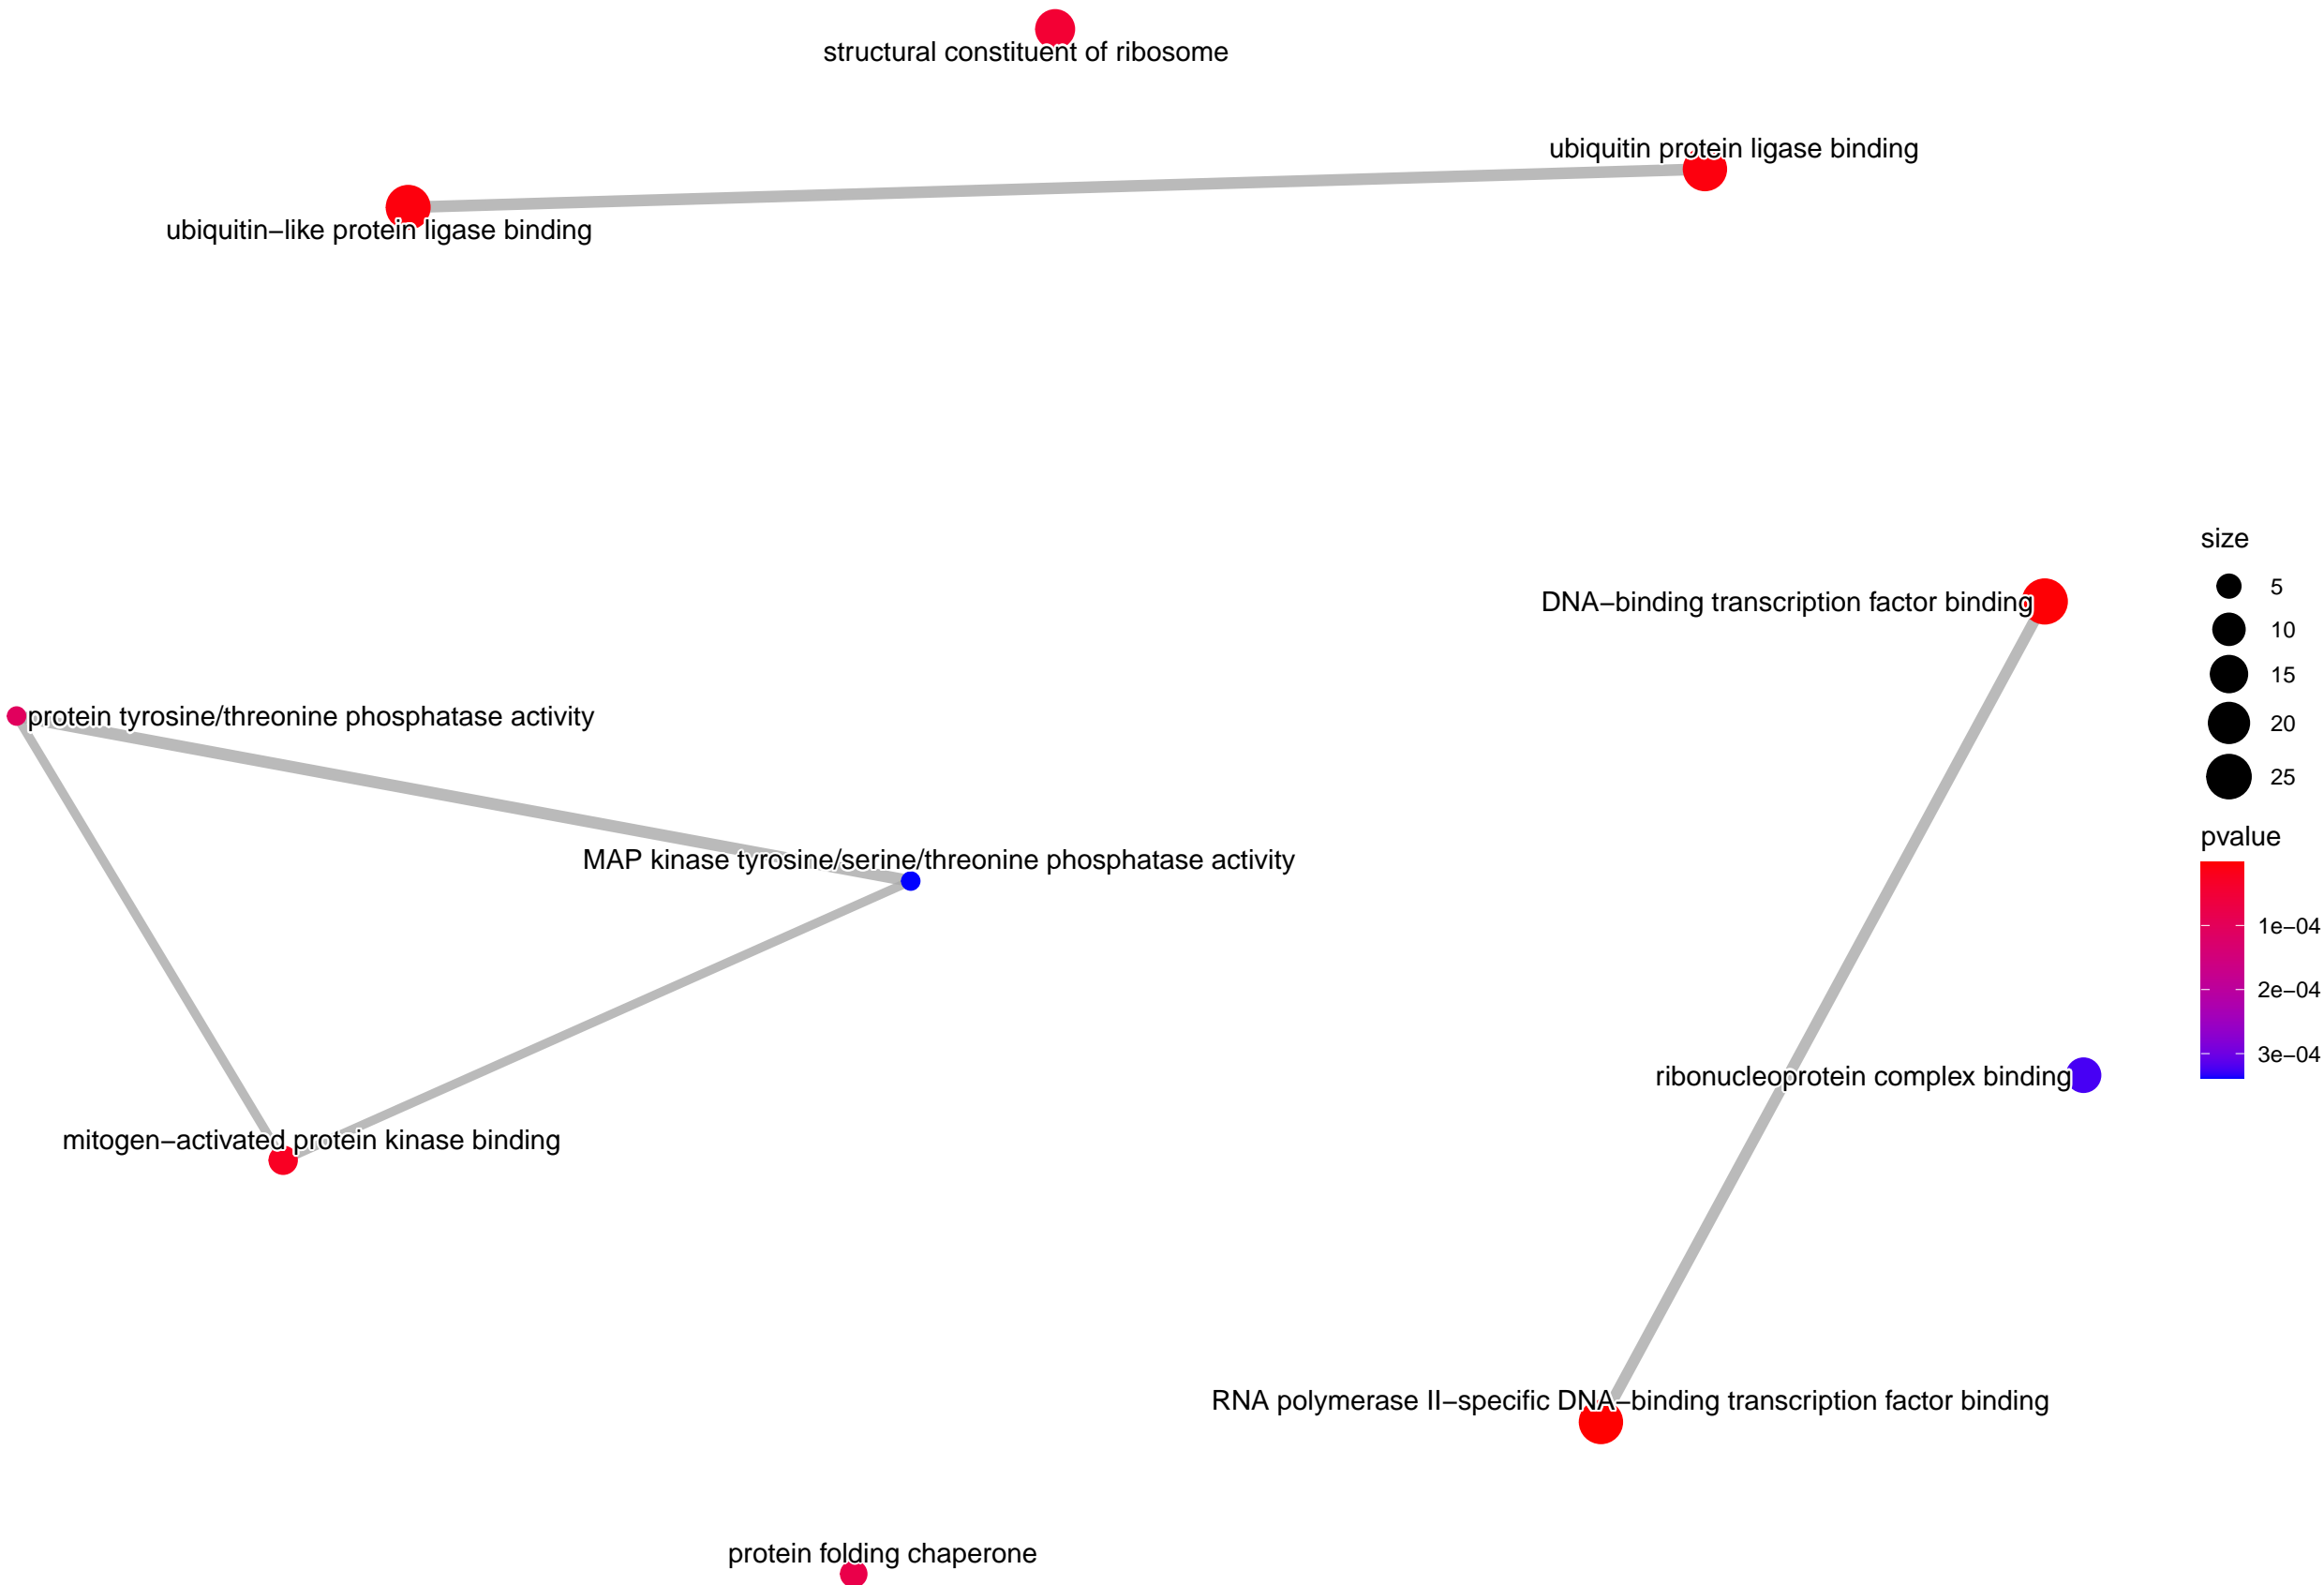 structural constituent of ribosome
ubiquitin protein ligase binding
ubiquitin−like protein ligase binding
size
5
10
15
20
25
DNA−binding transcription factor binding
protein tyrosine/threonine phosphatase activity
pvalue
1e−04
2e−04
3e−04
MAP kinase tyrosine/serine/threonine phosphatase activity
ribonucleoprotein complex binding
mitogen−activated protein kinase binding
RNA polymerase II−specific DNA−binding transcription factor binding
protein folding chaperone